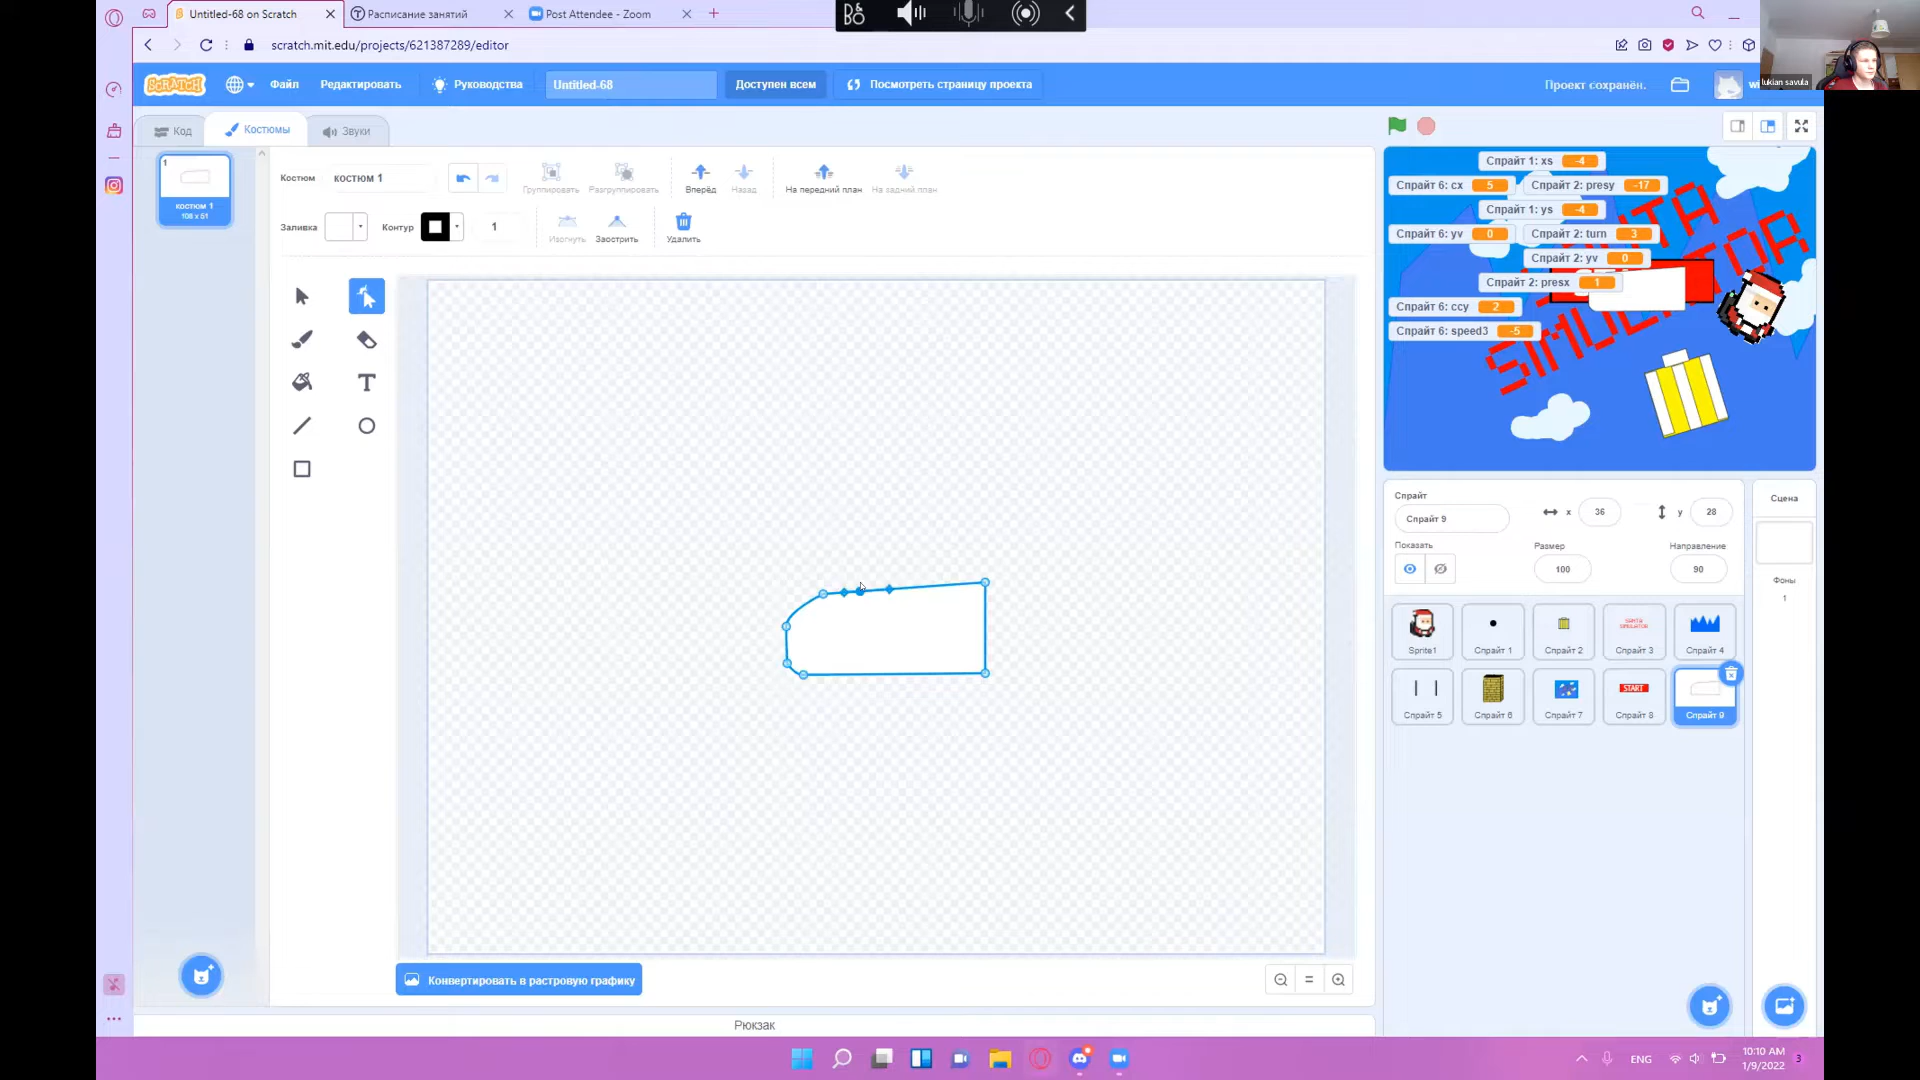 Untitled-68 on Scratch
Расписание занятий
Post Attendee - Zoom
scratch.mit.edu/projects/621387289/editor
SCRATCH
Файл
Редактировать
Руководства
Untitled-68
Доступен всем
Посмотреть страницу проекта
Проект сохранён.
lukian savula
Код
Костюмы
Звуки
1
костюм 1
108 x 51
Костюм
костюм 1
Группировать
Разгруппировать
Вперёд
Назад
На передний план
На задний план
Заливка
Контур
1
Изогнуть
Заострить
Удалить
Спрайт 1: xs -4
Спрайт 6: cx 5
Спрайт 2: presy -17
Спрайт 1: ys -4
Спрайт 6: yv 0
Спрайт 2: turn 3
Спрайт 2: yv 0
Спрайт 2: presx 1
Спрайт 6: ccy 2
Спрайт 6: speed3 -5
Спрайт
Спрайт 9
x 36
y 28
Показать
Размер
100
Направление
90
Сцена
Фоны
1
Sprite1
Спрайт 1
Спрайт 2
Спрайт 3
Спрайт 4
Спрайт 5
Спрайт 6
Спрайт 7
START
Спрайт 8
Спрайт 9
Конвертировать в растровую графику
Рюкзак
ENG
10:10 AM
1/9/2022
3